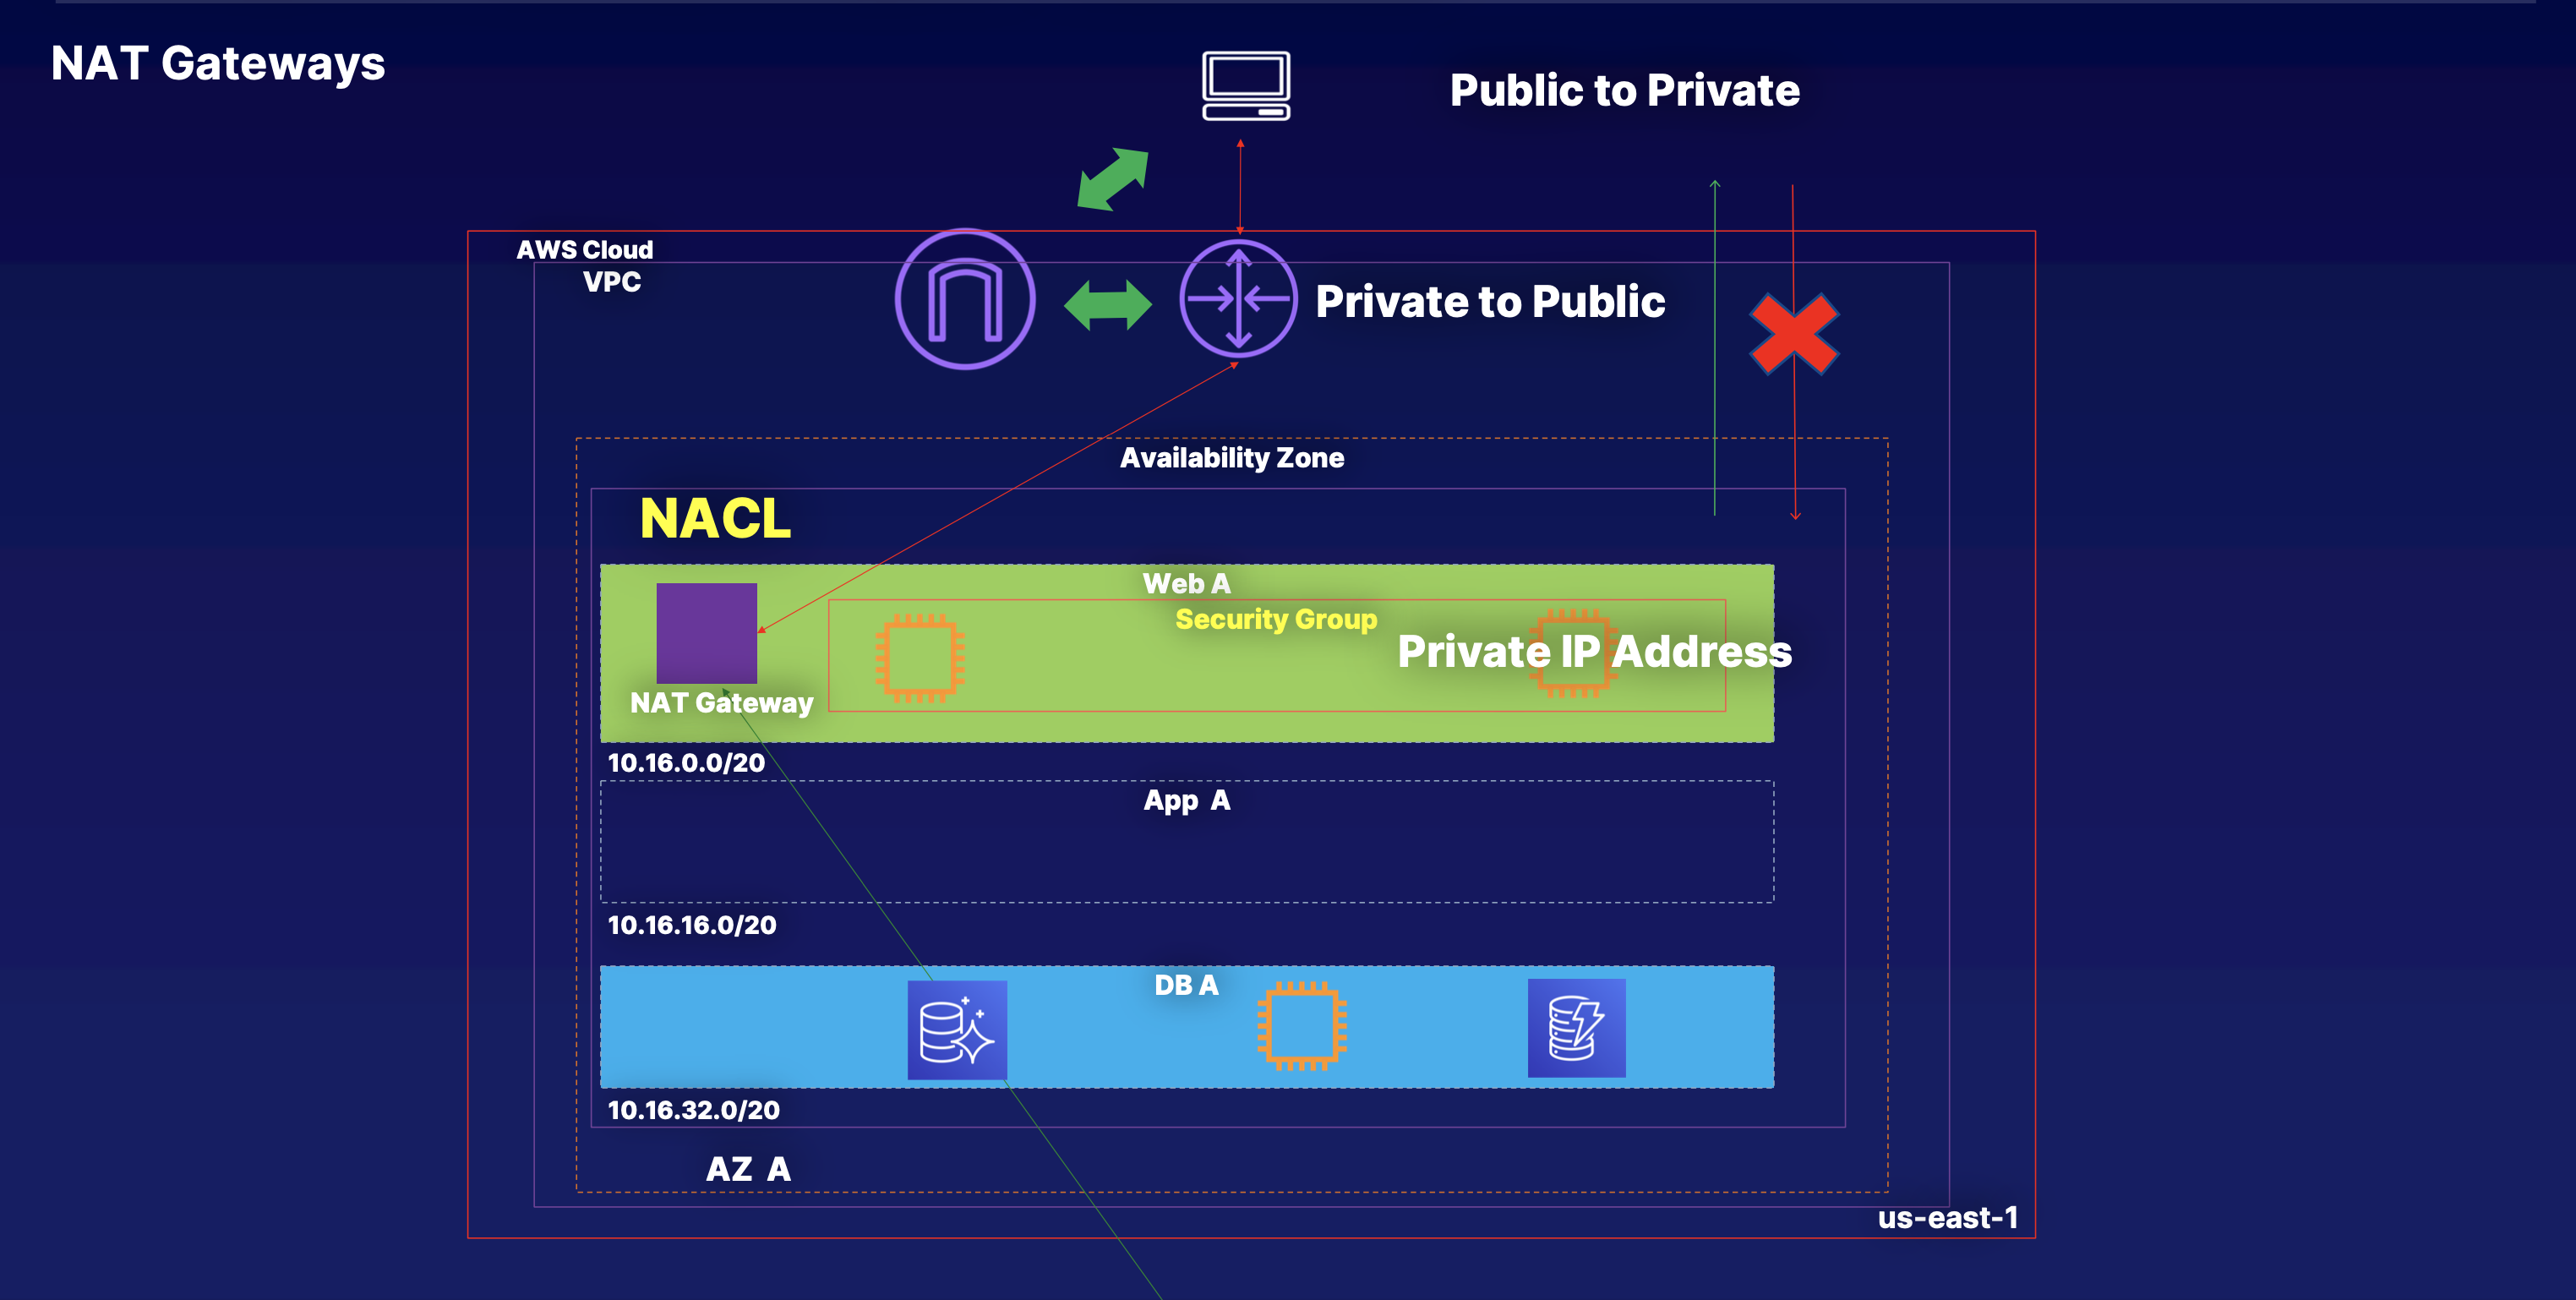 NAT Gateways
Public to Private
AWS Cloud
VPC
Private to Public
Availability Zone
NACL
Web A
Security Group
Private IP Address
NAT Gateway
10.16.0.0/20
App A
10.16.16.0/20
DB A
10.16.32.0/20
AZ A
us-east-1